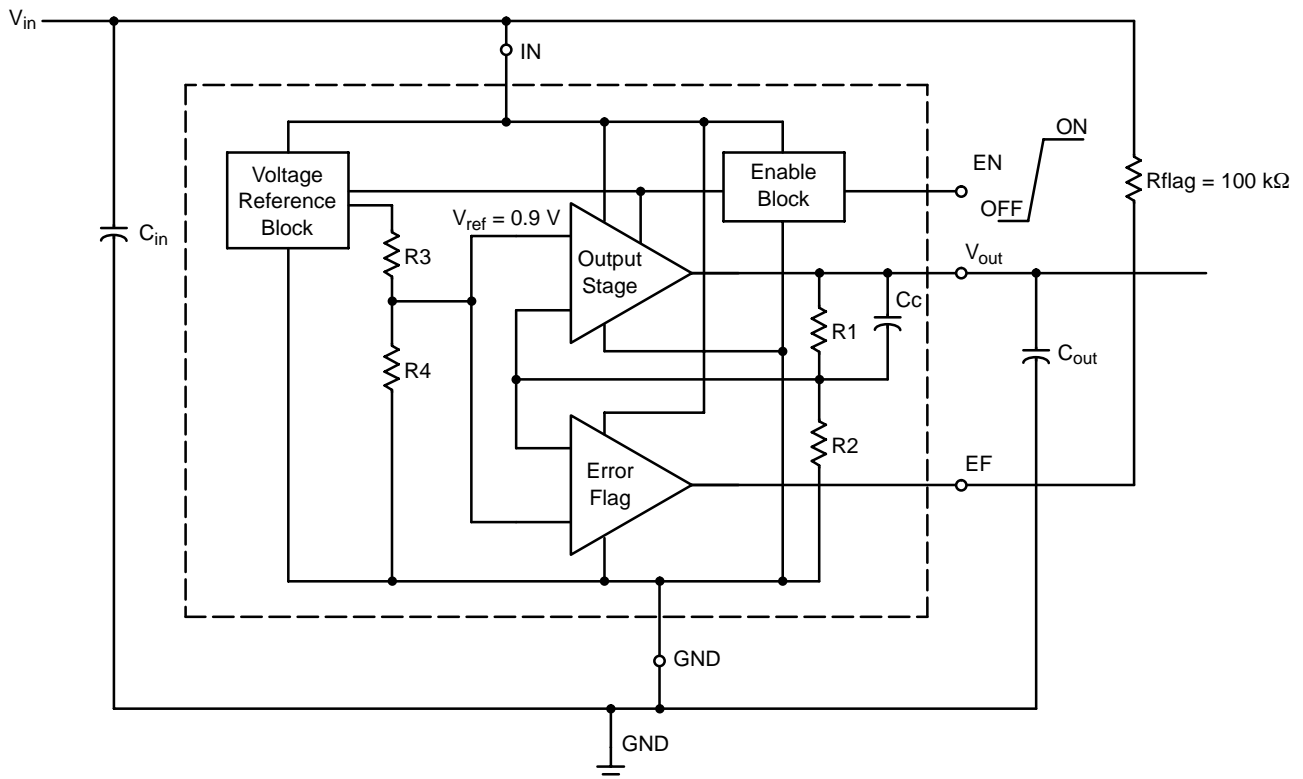 Vin
IN
ON
EN
OFF
Rflag = 100 kΩ
Voltage
Reference
Block
Enable
Block
Cin
Vref = 0.9 V
R3
Output
Stage
Vout
Cc
R1
R4
Cout
R2
Error
Flag
EF
GND
GND